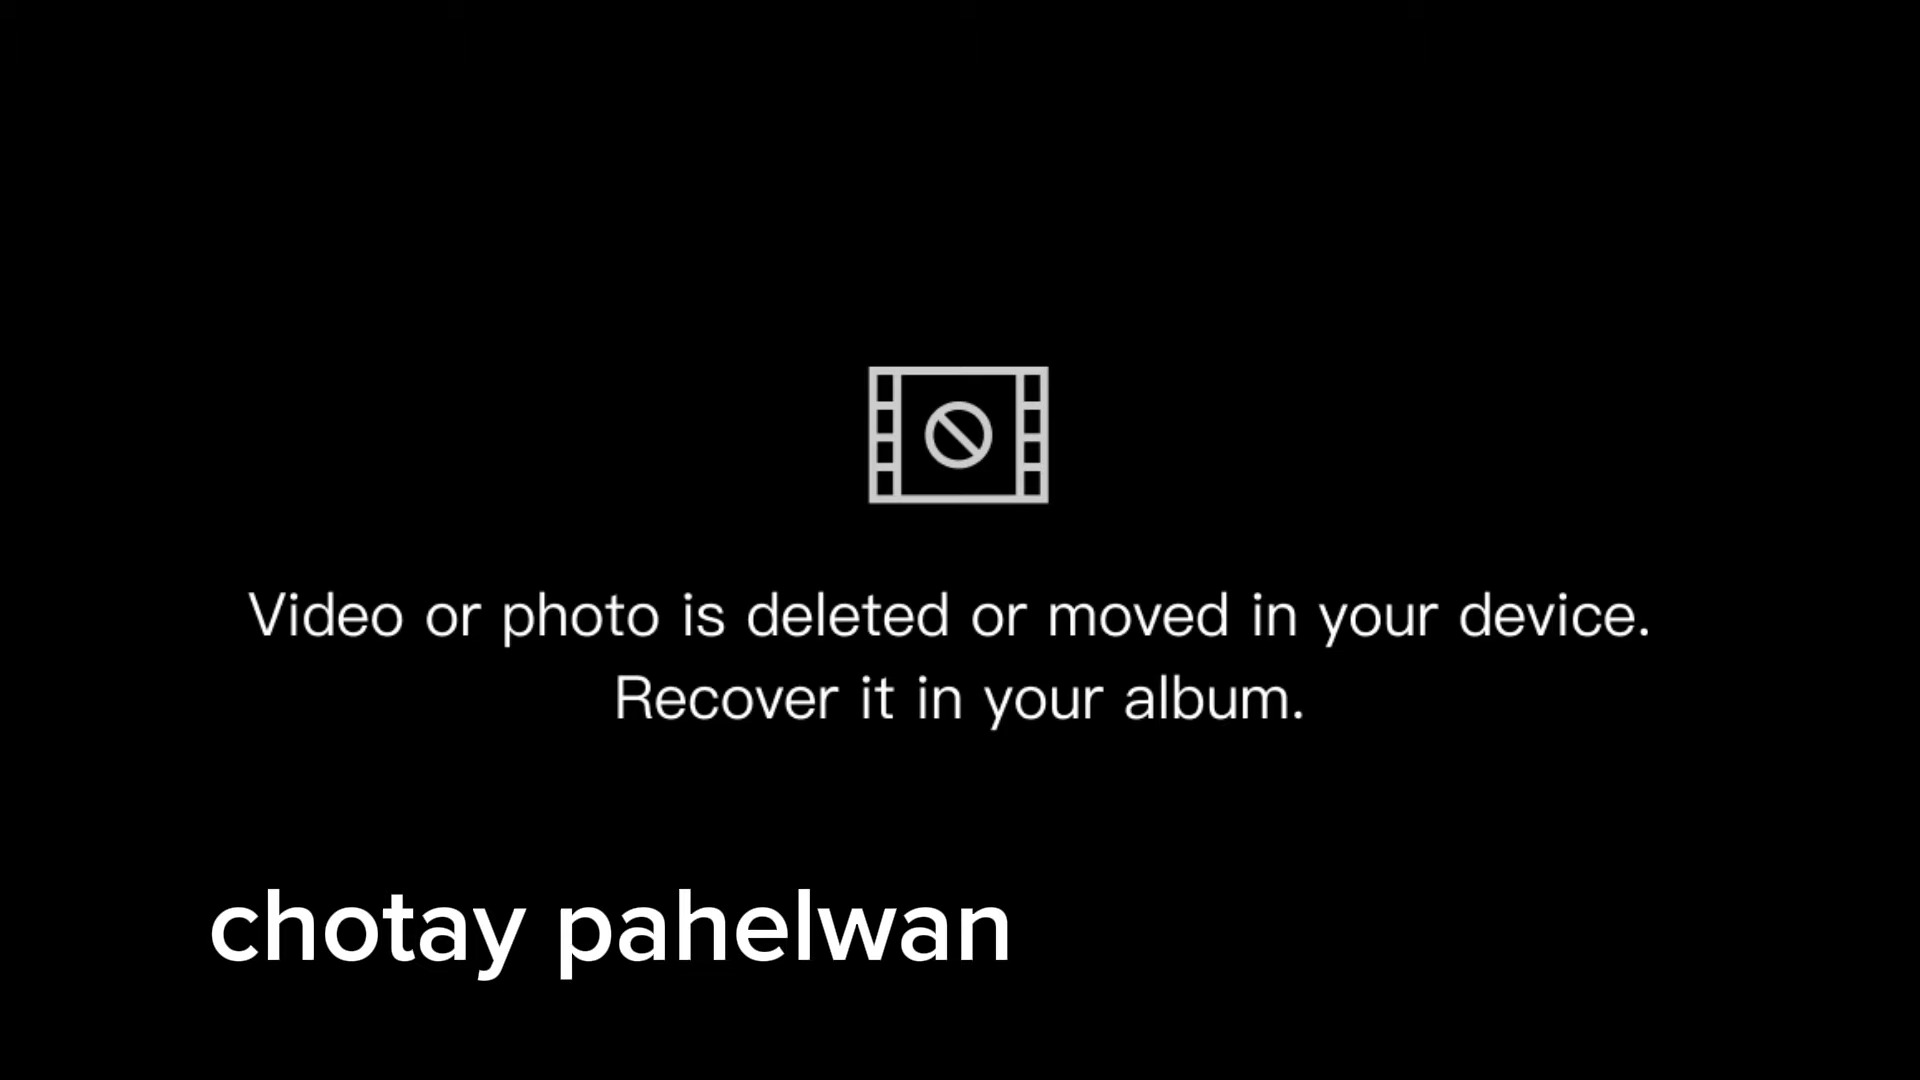 Video or photo is deleted or moved in your device.
Recover it in your album.
chotay pahelwan